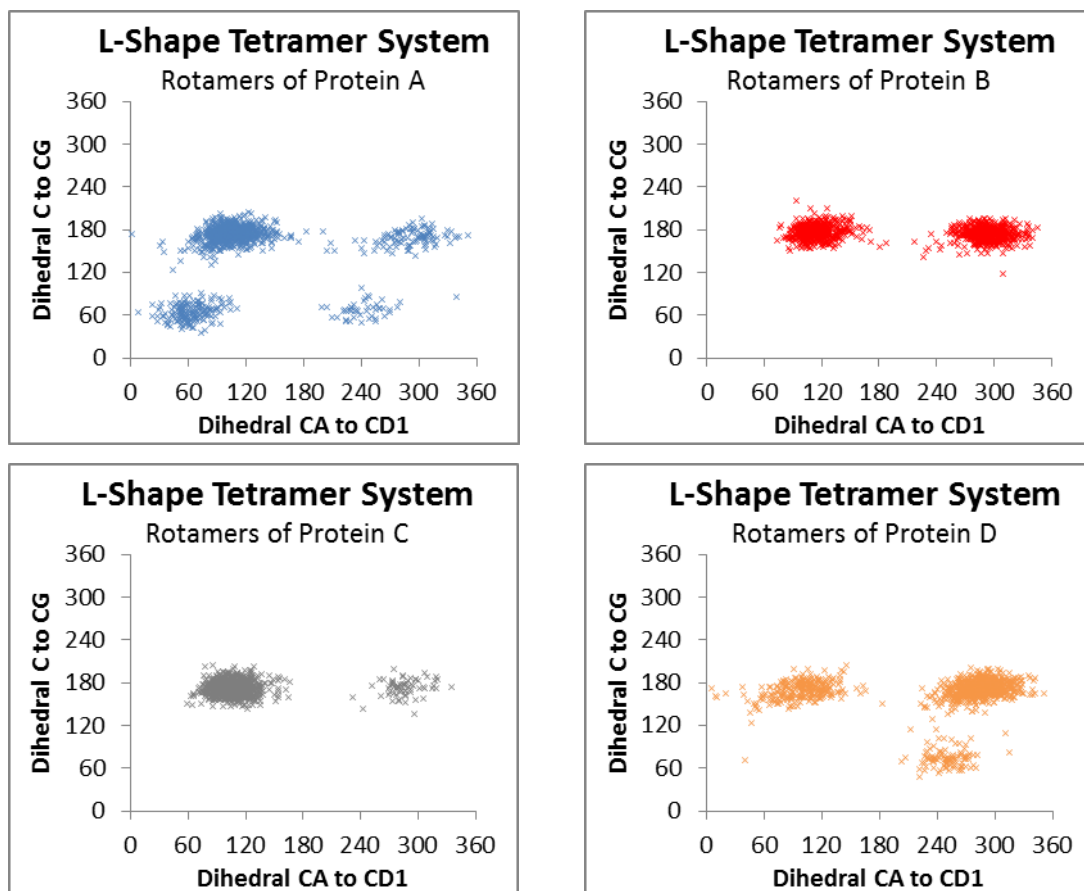 L-Shape Tetramer System
Rotamers of Protein A
360
300
240
180
120
60
0
0 60 120 180 240 300 360
Dihedral C to CG
Dihedral CA to CD1
L-Shape Tetramer System
Rotamers of Protein B
360
300
240
180
120
60
0
0 60 120 180 240 300 360
Dihedral C to CG
Dihedral CA to CD1
L-Shape Tetramer System
Rotamers of Protein C
360
300
240
180
120
60
0
0 60 120 180 240 300 360
Dihedral C to CG
Dihedral CA to CD1
L-Shape Tetramer System
Rotamers of Protein D
360
300
240
180
120
60
0
0 60 120 180 240 300 360
Dihedral C to CG
Dihedral CA to CD1